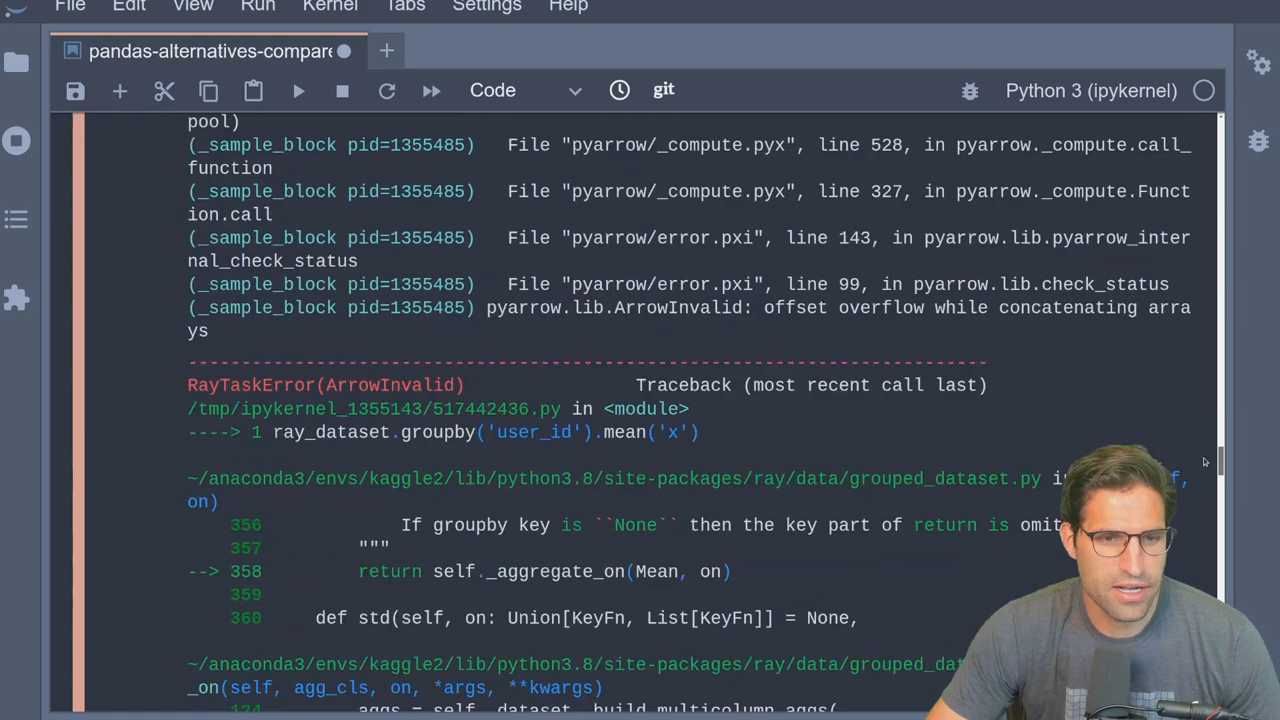 File Edit View Run Kernel Tabs Settings Help
pandas-alternatives-compare
Code git Python 3 (ipykernel)
pool)
(_sample_block pid=1355485)   File "pyarrow/_compute.pyx", line 528, in pyarrow._compute.call_
function
(_sample_block pid=1355485)   File "pyarrow/_compute.pyx", line 327, in pyarrow._compute.Funct
ion.call
(_sample_block pid=1355485)   File "pyarrow/error.pxi", line 143, in pyarrow.lib.pyarrow_inter
nal_check_status
(_sample_block pid=1355485)   File "pyarrow/error.pxi", line 99, in pyarrow.lib.check_status
(_sample_block pid=1355485) pyarrow.lib.ArrowInvalid: offset overflow while concatenating arra
ys
---------------------------------------------------------------------------
RayTaskError(ArrowInvalid)                Traceback (most recent call last)
/tmp/ipykernel_1355143/517442436.py in <module>
----> 1 ray_dataset.groupby('user_id').mean('x')
~/anaconda3/envs/kaggle2/lib/python3.8/site-packages/ray/data/grouped_dataset.py
on)
356             If groupby key is ``None`` then the key part of return is
357         """
--> 358         return self._aggregate_on(Mean, on)
359
360     def std(self, on: Union[KeyFn, List[KeyFn]] = None,
~/anaconda3/envs/kaggle2/lib/python3.8/site-packages/ray/data/
_on(self, agg_cls, on, *args, **kwargs)
124         aggs = self._dataset._build_multicolumn_aggs(